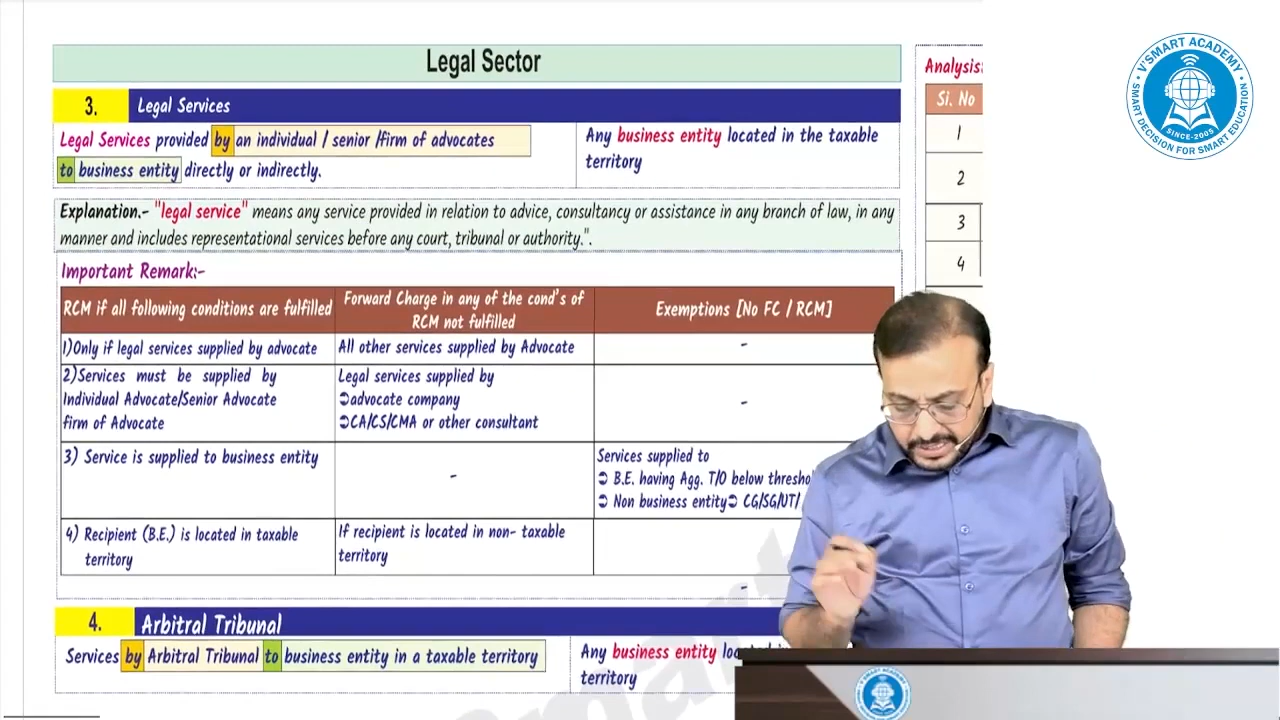 Legal Sector
3. Legal Services
Legal Services provided by an individual / senior /firm of advocates
to business entity directly or indirectly.
Any business entity located in the taxable
territory
Explanation.- "legal service" means any service provided in relation to advice, consultancy or assistance in any branch of law, in any
manner and includes representational services before any court, tribunal or authority.".
Important Remark:-
RCM if all following conditions are fulfilled
Forward Charge in any of the cond's of
RCM not fulfilled
Exemptions [No FC / RCM]
1)Only if legal services supplied by advocate
All other services supplied by Advocate
-
2)Services must be supplied by
Individual Advocate/Senior Advocate
firm of Advocate
Legal services supplied by
➲advocate company
➲CA/CS/CMA or other consultant
-
3) Service is supplied to business entity
-
Services supplied to
➲ B.E. having Agg. T/O below
➲ Non business entity➲ CG/SG/UT/
4) Recipient (B.E.) is located in taxable
territory
If recipient is located in non- taxable
territory
-
4. Arbitral Tribunal
Services by Arbitral Tribunal to business entity in a taxable territory
Any business entity
territory
Analysis
Si. No
1
2
3
4
V'SMART ACADEMY
SINCE-2005
SMART DECISION FOR SMART EDUCATION